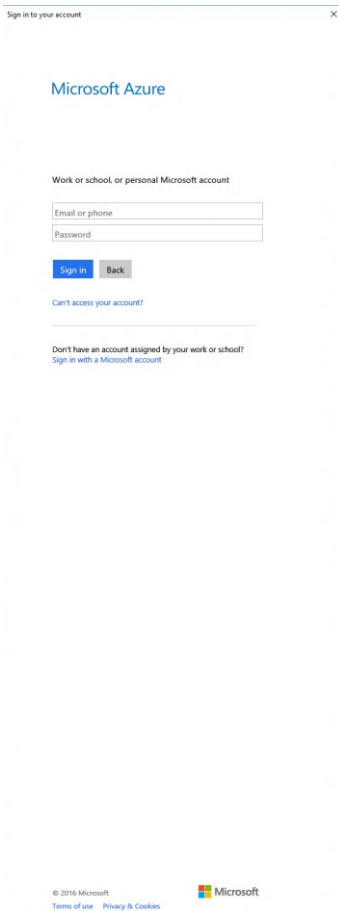 Sign in to your account
Microsoft Azure
Work or school, or personal Microsoft account
Email or phone
Password
Sign in Back
Can't access your account?
Don't have an account assigned by your work or school?
Sign in with a Microsoft account
© 2016 Microsoft Microsoft
Terms of use Privacy & Cookies